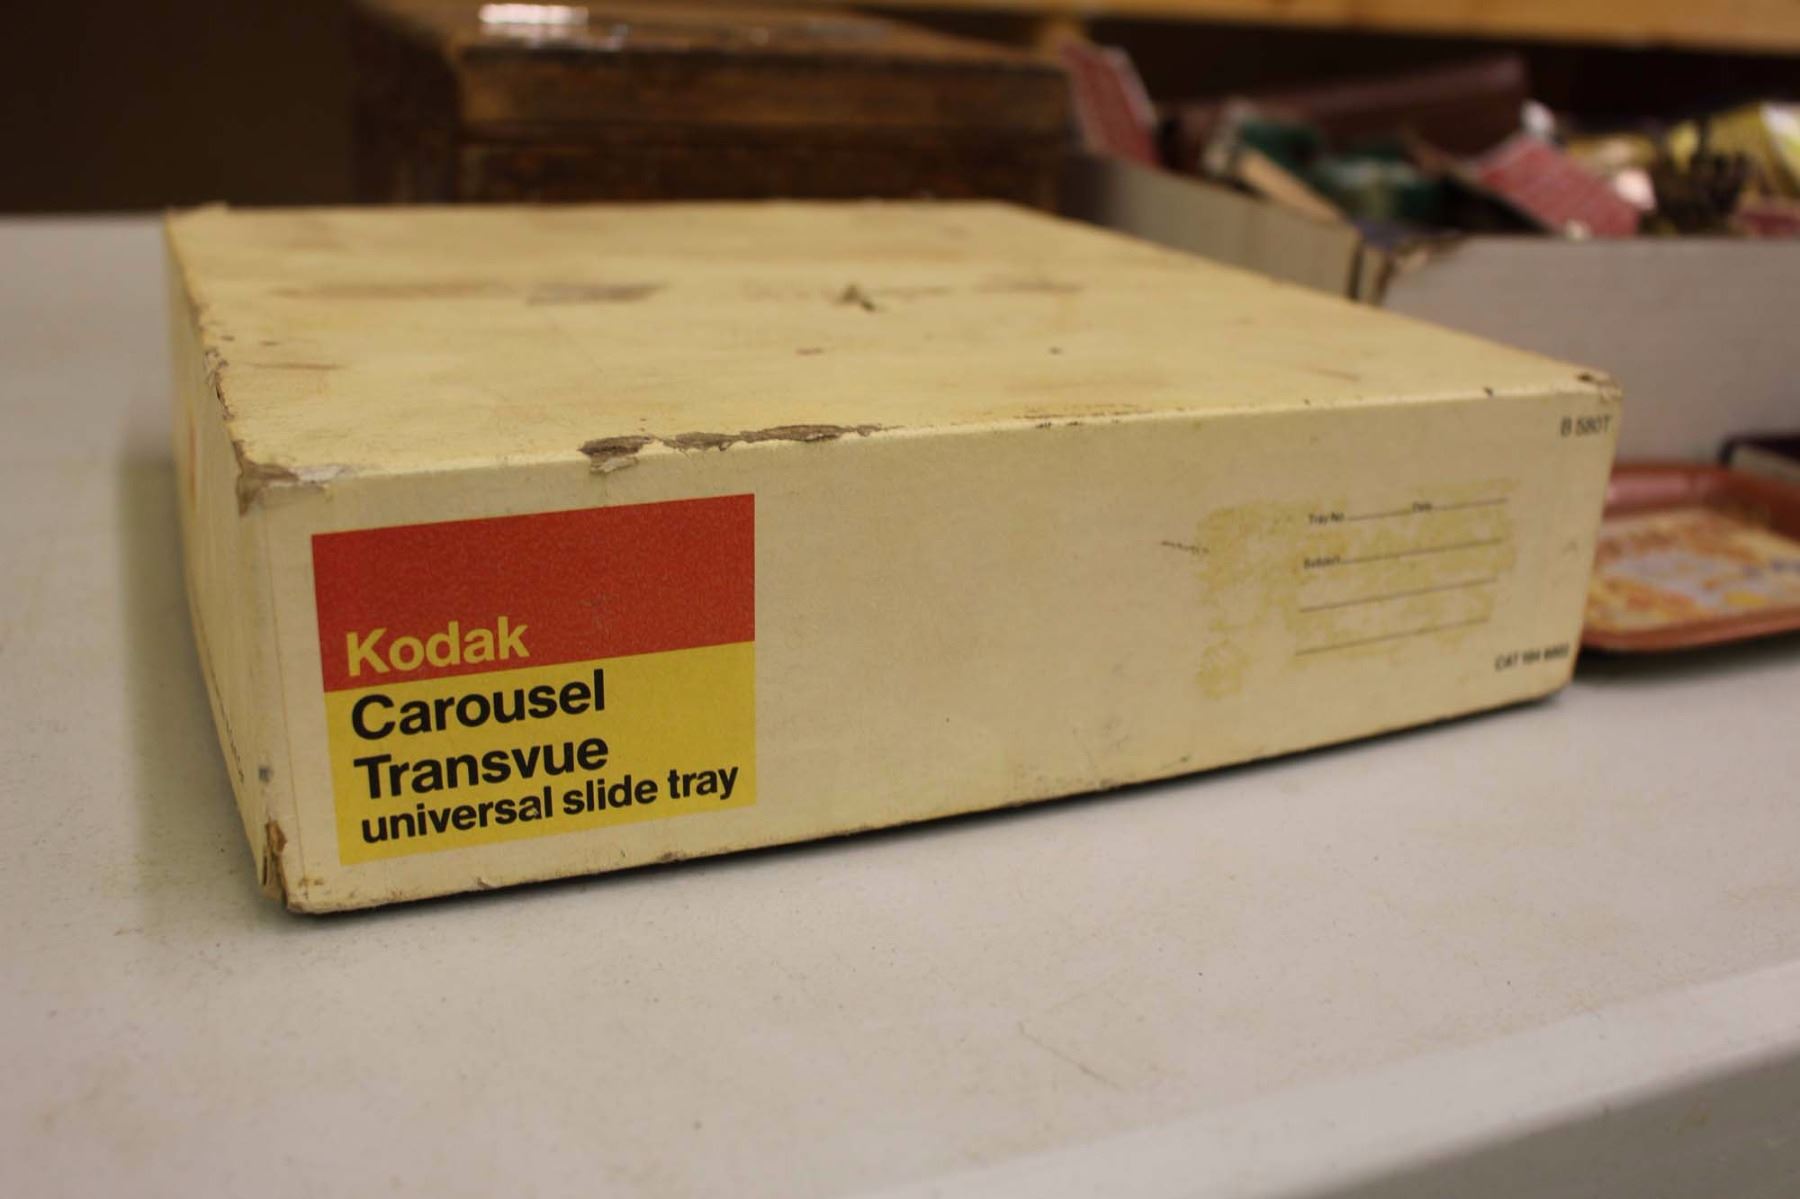 Kodak
Carousel
Transvue
universal slide tray
B 580T
Tray No. Date
Subject